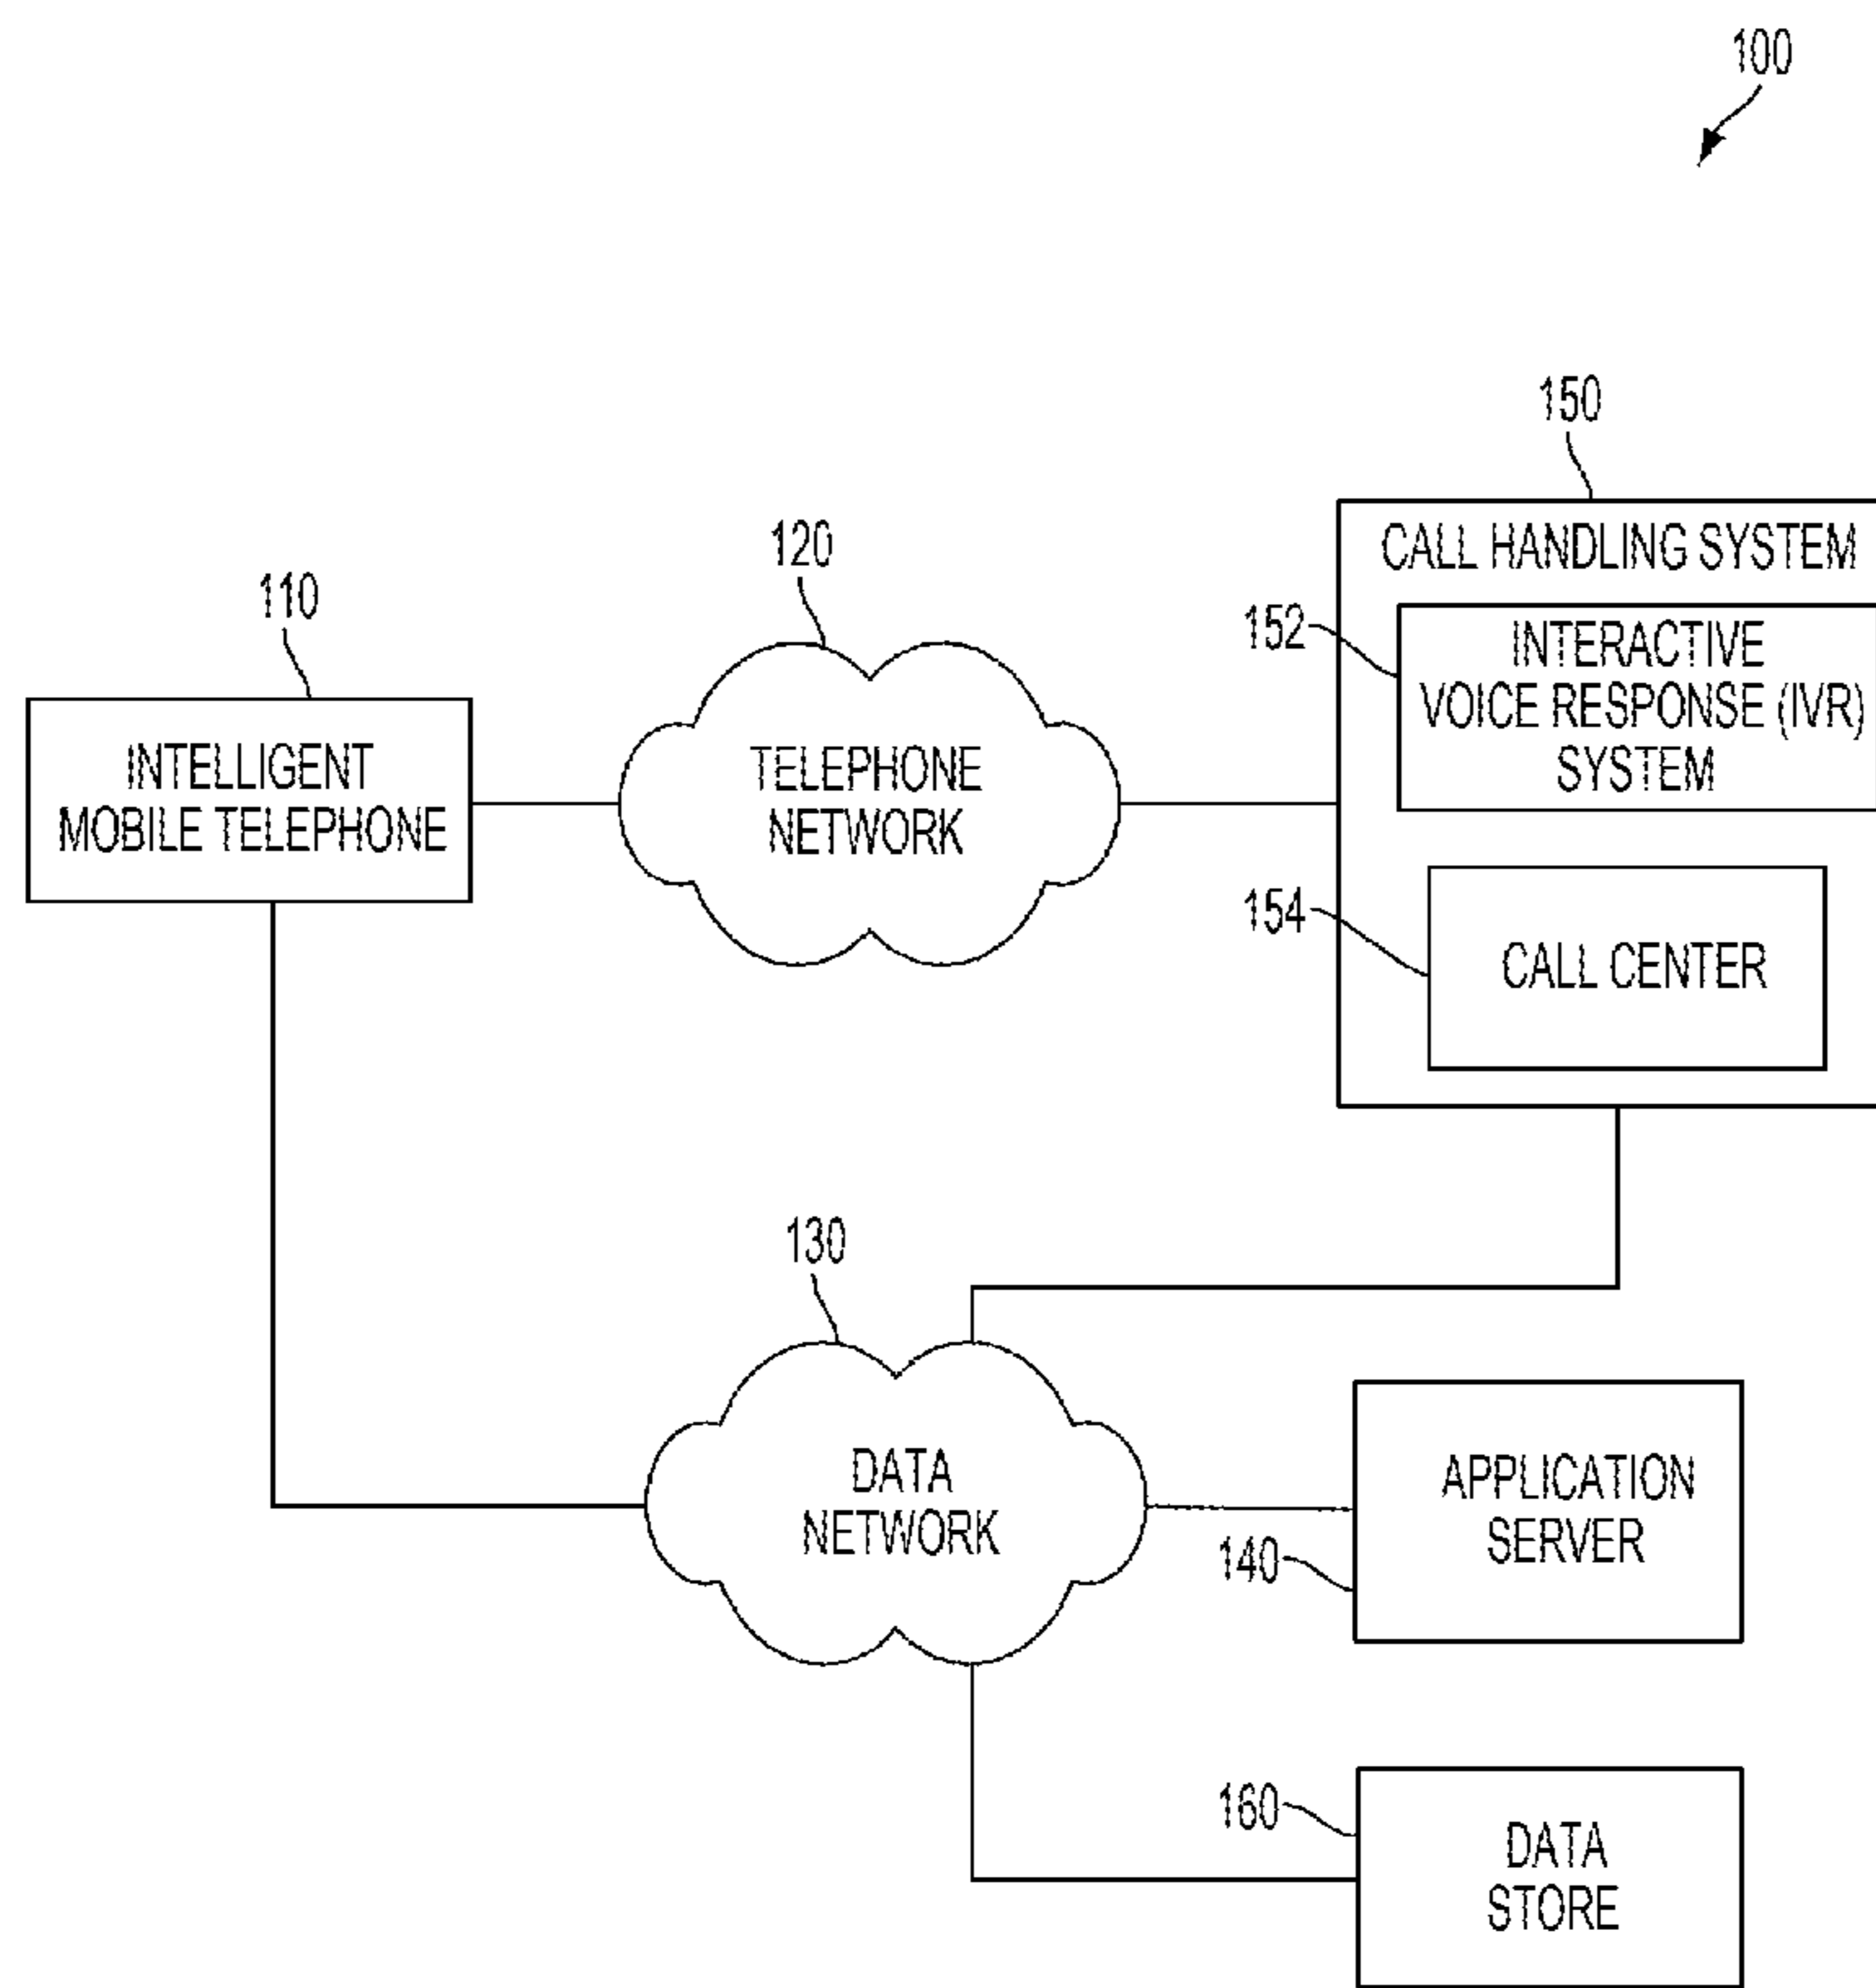 100
150
CALL HANDLING SYSTEM
120
152
INTERACTIVE
VOICE RESPONSE (IVR)
SYSTEM
110
INTELLIGENT
MOBILE TELEPHONE
TELEPHONE
NETWORK
154
CALL CENTER
130
DATA
NETWORK
APPLICATION
SERVER
140
160
DATA
STORE